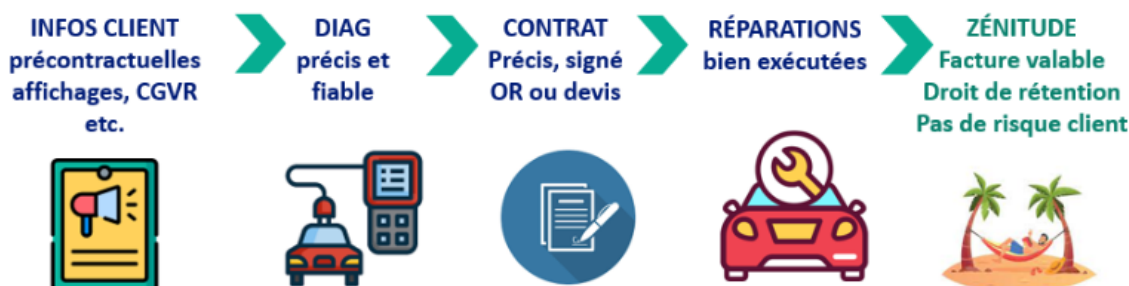 INFOS CLIENT
précontractuelles
affichages, CGVR
etc.
DIAG
précis et
fiable
CONTRAT
Précis, signé
OR ou devis
RÉPARATIONS
bien exécutées
ZÉNITUDE
Facture valable
Droit de rétention
Pas de risque client